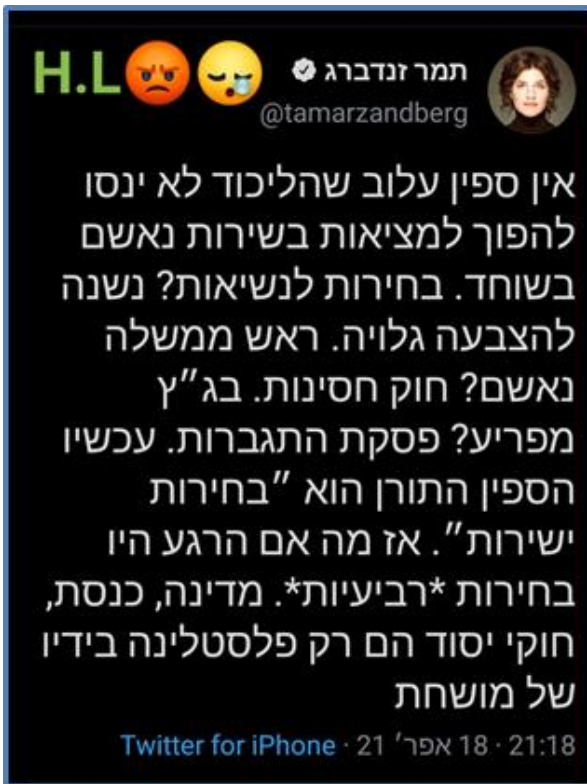 H.L😡😪
תמר זנדברג
@tamarzandberg
אין ספין עלוב שהליכוד לא ינסו
להפוך למציאות בשירות נאשם
בשוחד. בחירות לנשיאות? נשנה
להצבעה גלויה. ראש ממשלה
נאשם? חוק חסינות. בג״ץ
מפריע? פסקת התגברות. עכשיו
הספין התורן הוא ״בחירות
ישירות״. אז מה אם הרגע היו
בחירות *רביעיות*. מדינה, כנסת,
חוקי יסוד הם רק פלסטלינה בידיו
של מושחת
21:18 · 18 אפר׳ 21 · Twitter for iPhone